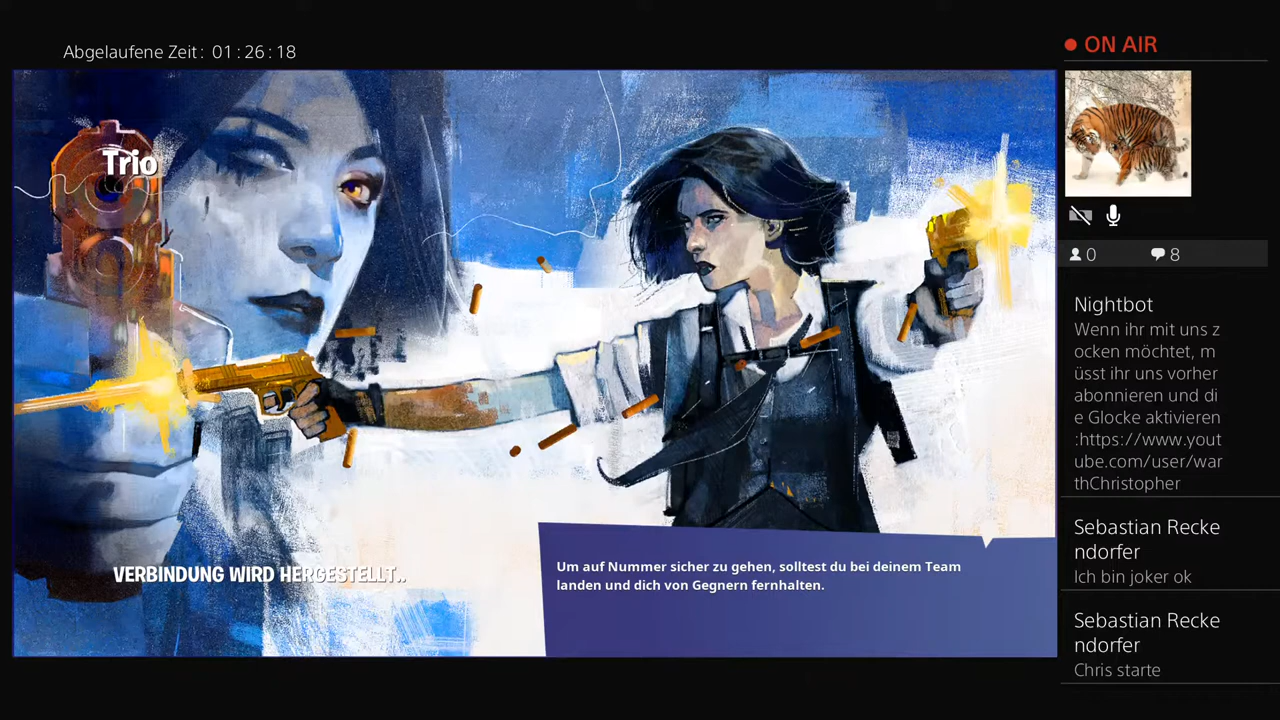 Abgelaufene Zeit: 01:26:18
ON AIR
Trio
0 8
Nightbot
Wenn ihr mit uns z
ocken möchtet, m
üsst ihr uns vorher
abonnieren und di
e Glocke aktivieren
:https://www.yout
ube.com/user/war
thChristopher
Sebastian Recke
ndorfer
Ich bin joker ok
Sebastian Recke
ndorfer
Chris starte
VERBINDUNG WIRD HERGESTELLT..
Um auf Nummer sicher zu gehen, solltest du bei deinem Team
landen und dich von Gegnern fernhalten.